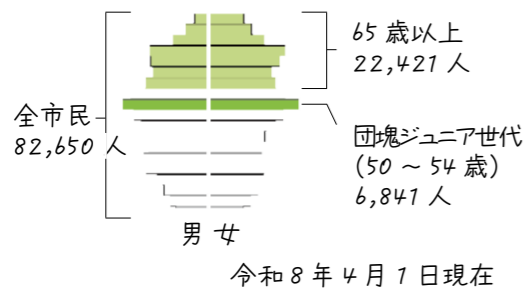 65 歳以上
22,421 人
全市民
82,650 人
団塊ジュニア世代
(50 ～ 54 歳)
6,841 人
男 女
令和 8 年 4 月 1 日現在